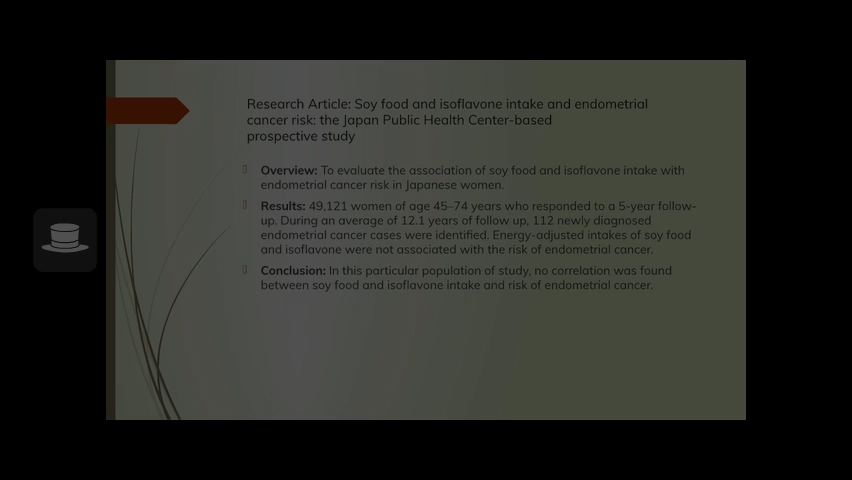 Research Article: Soy food and isoflavone intake and endometrial
cancer risk: the Japan Public Health Center-based
prospective study
Overview: To evaluate the association of soy food and isoflavone intake with
endometrial cancer risk in Japanese women.
Results: 49,121 women of age 45–74 years who responded to a 5-year follow-
up. During an average of 12.1 years of follow up, 112 newly diagnosed
endometrial cancer cases were identified. Energy-adjusted intakes of soy food
and isoflavone were not associated with the risk of endometrial cancer.
Conclusion: In this particular population of study, no correlation was found
between soy food and isoflavone intake and risk of endometrial cancer.